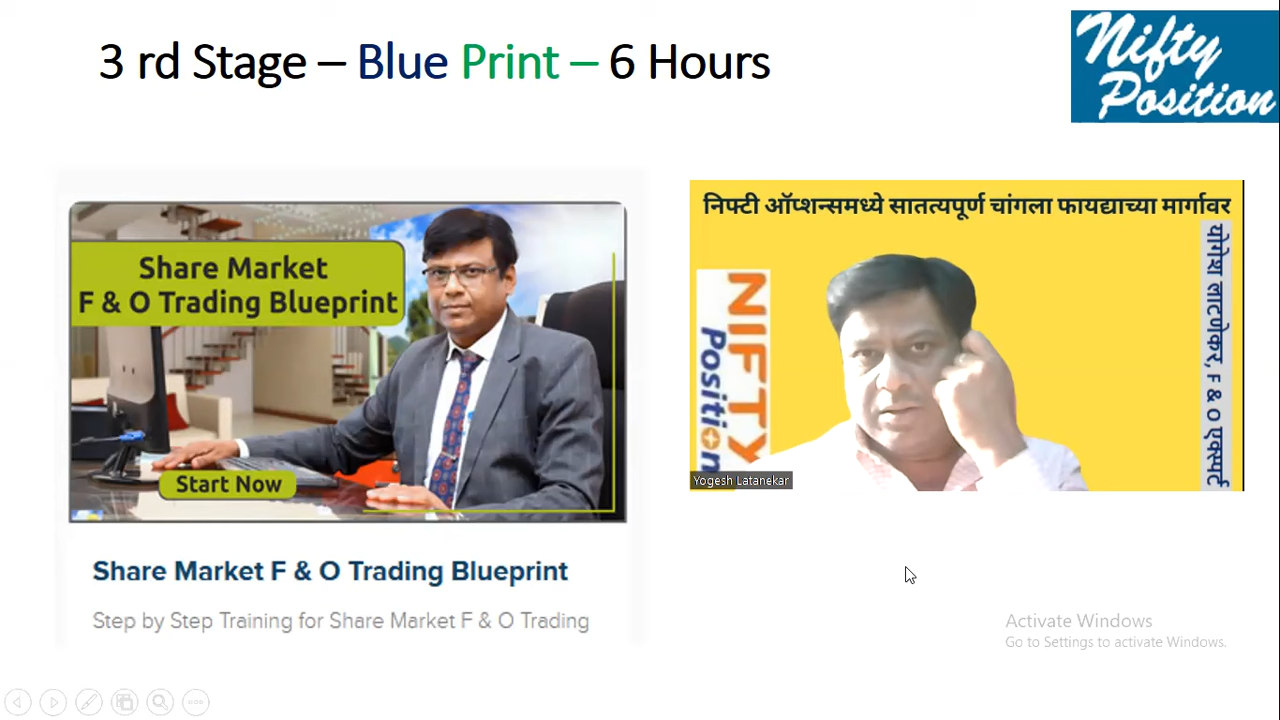 3 rd Stage – Blue Print – 6 Hours
Nifty
Position
Share Market
F & O Trading Blueprint
Start Now
Share Market F & O Trading Blueprint
Step by Step Training for Share Market F & O Trading
निफ्टी ऑप्शन्समध्ये सातत्यपूर्ण चांगला फायद्याच्या मार्गावर
NIFTY
Position
योगेश लाटणेकर, F & O एक्स्पर्ट
Yogesh Latanekar
Activate Windows
Go to Settings to activate Windows.